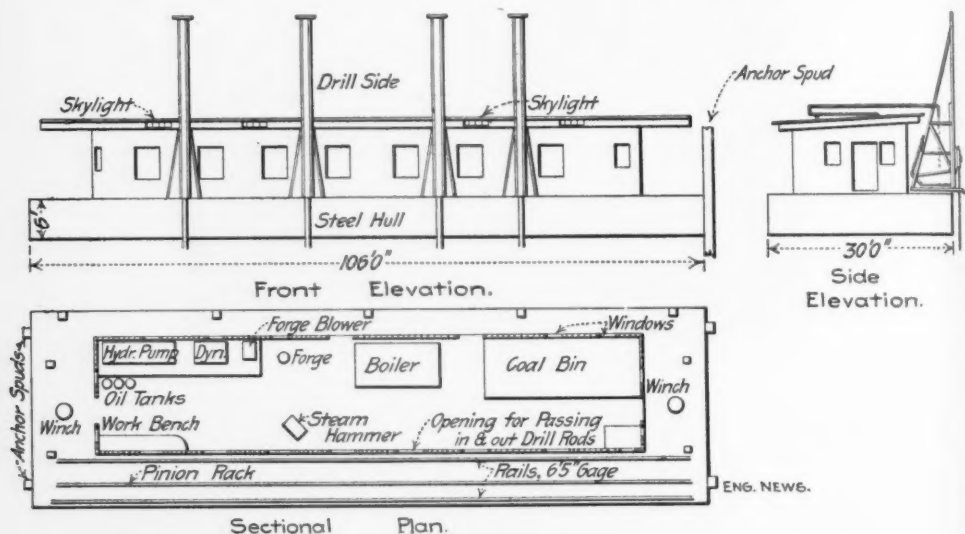 Drill Side
Anchor Spud
Skylight
Skylight
Steel Hull
6'
106'0"
30'0"
Front Elevation.
Side
Elevation.
Forge Blower
Windows
Hydr. Pump
Dyn.
Forge
Boiler
Coal Bin
Anchor Spuds
Oil Tanks
Winch
Winch
Work Bench
Steam
Hammer
Opening for Passing
in & out Drill Rods
Pinion Rack
Rails, 6'5" Gage
ENG. NEWS.
Sectional Plan.